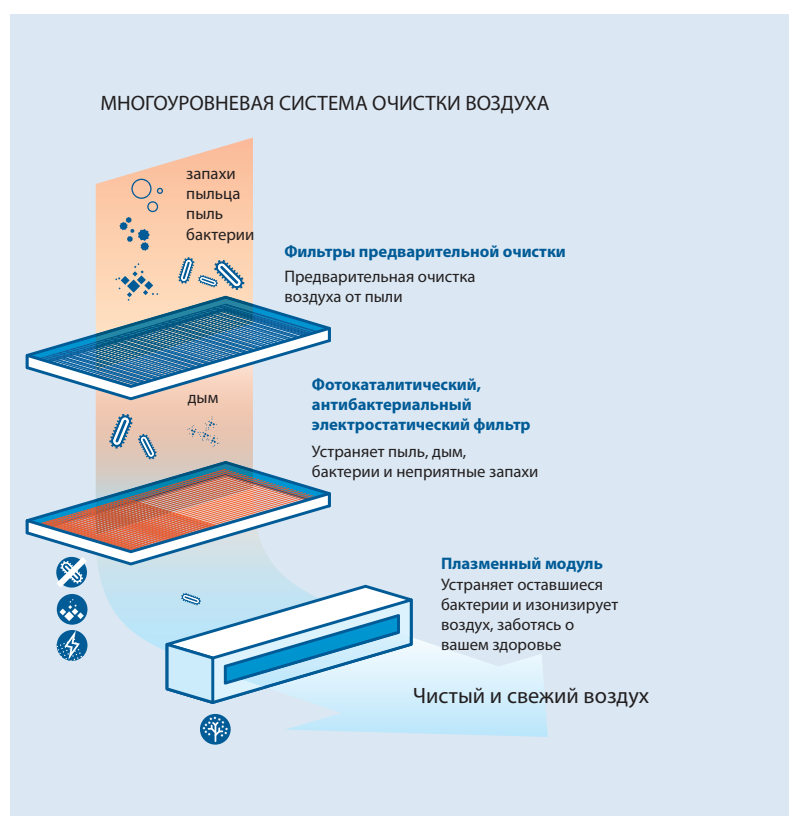 МНОГОУРОВНЕВАЯ СИСТЕМА ОЧИСТКИ ВОЗДУХА
запахи
пыльца
пыль
бактерии
Фильтры предварительной очистки
Предварительная очистка
воздуха от пыли
дым
Фотокаталитический,
антибактериальный
электростатический фильтр
Устраняет пыль, дым,
бактерии и неприятные запахи
Плазменный модуль
Устраняет оставшиеся
бактерии и изонизирует
воздух, заботясь о
вашем здоровье
Чистый и свежий воздух